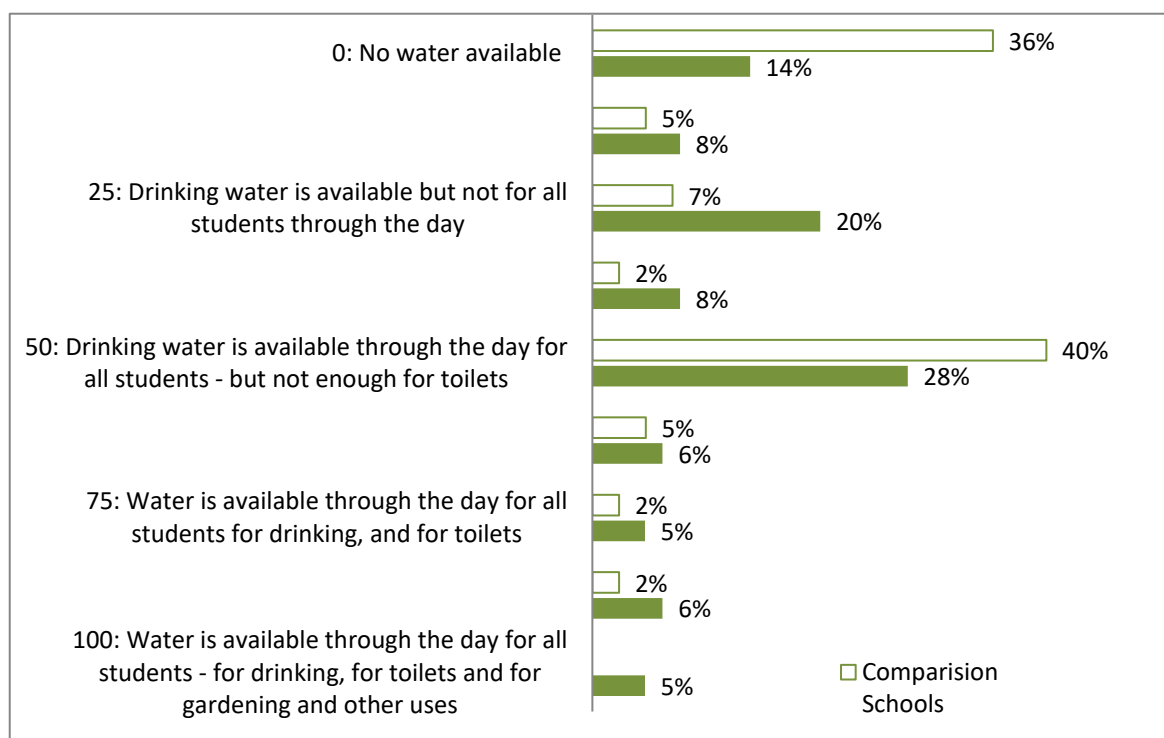 0: No water available
36%
14%
5%
8%
25: Drinking water is available but not for all
students through the day
7%
20%
2%
8%
50: Drinking water is available through the day for
all students - but not enough for toilets
40%
28%
5%
6%
75: Water is available through the day for all
students for drinking, and for toilets
2%
5%
2%
6%
100: Water is available through the day for all
students - for drinking, for toilets and for
gardening and other uses
5%
Comparision
Schools